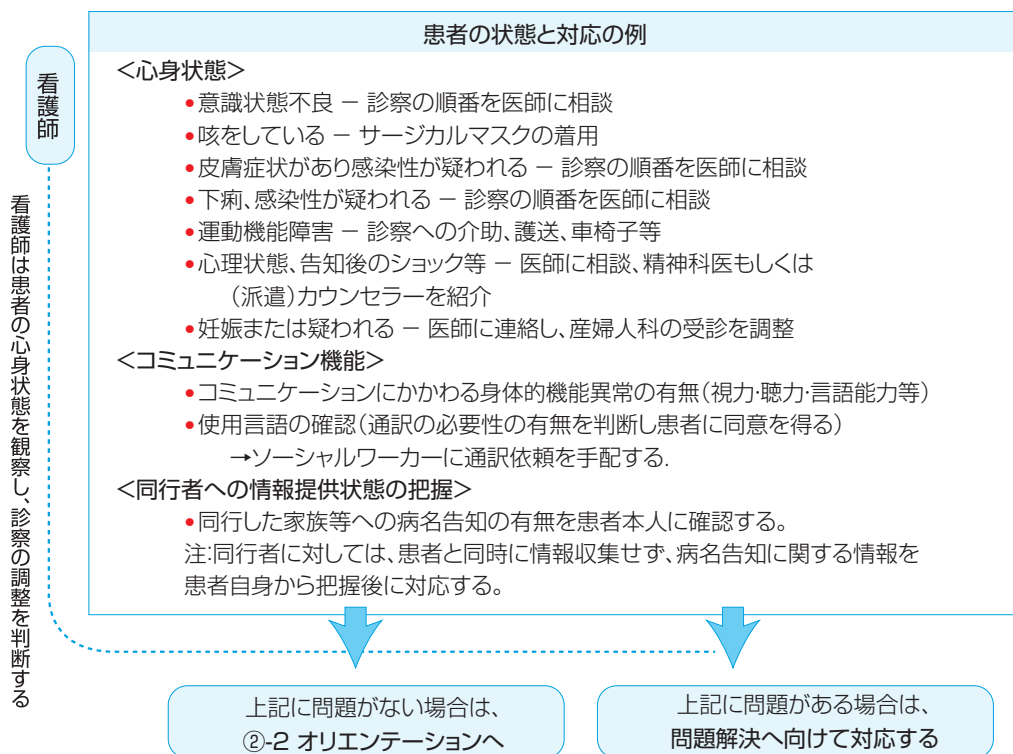 患者の状態と対応の例
看護師
看護師は患者の心身状態を観察し、診察の調整を判断する
＜心身状態＞
●意識状態不良 － 診察の順番を医師に相談
●咳をしている － サージカルマスクの着用
●皮膚症状があり感染性が疑われる － 診察の順番を医師に相談
●下痢、感染性が疑われる － 診察の順番を医師に相談
●運動機能障害 － 診察への介助、護送、車椅子等
●心理状態、告知後のショック等 － 医師に相談、精神科医もしくは
（派遣）カウンセラーを紹介
●妊娠または疑われる － 医師に連絡し、産婦人科の受診を調整
＜コミュニケーション機能＞
●コミュニケーションにかかわる身体的機能異常の有無（視力・聴力・言語能力等）
●使用言語の確認（通訳の必要性の有無を判断し患者に同意を得る）
→ソーシャルワーカーに通訳依頼を手配する.
＜同行者への情報提供状態の把握＞
●同行した家族等への病名告知の有無を患者本人に確認する。
注:同行者に対しては、患者と同時に情報収集せず、病名告知に関する情報を
患者自身から把握後に対応する。
上記に問題がない場合は、
②-2 オリエンテーションへ
上記に問題がある場合は、
問題解決へ向けて対応する